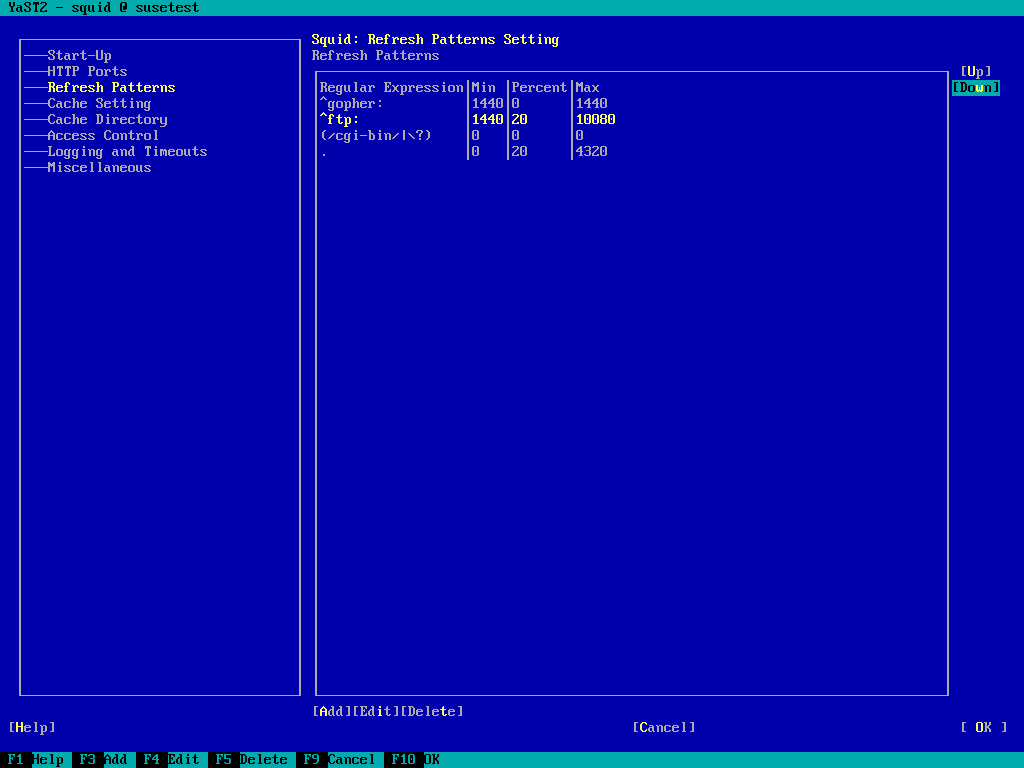 YaST2 - squid @ susetest
Squid: Refresh Patterns Setting
Refresh Patterns
Start-Up
HTTP Ports
Refresh Patterns
Cache Setting
Cache Directory
Access Control
Logging and Timeouts
Miscellaneous
Regular Expression|Min |Percent|Max
^gopher: |1440|0 |1440
^ftp: |1440|20 |10080
(/cgi-bin/|\?) |0 |0 |0
. |0 |20 |4320
[Up]
[Down]
[Add][Edit][Delete]
[Help] [Cancel] [ OK ]
F1 Help F3 Add F4 Edit F5 Delete F9 Cancel F10 OK